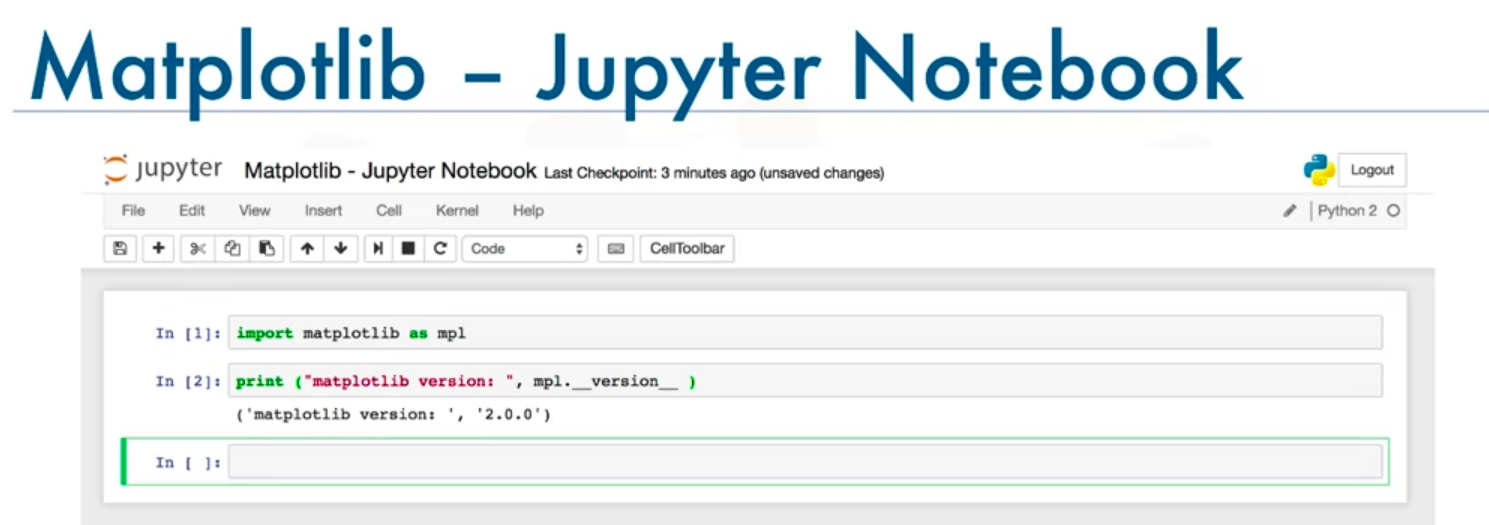 Matplotlib – Jupyter Notebook
jupyter Matplotlib - Jupyter Notebook Last Checkpoint: 3 minutes ago (unsaved changes) Logout
File Edit View Insert Cell Kernel Help Python 2
Code CellToolbar
In [1]: import matplotlib as mpl
In [2]: print ("matplotlib version: ", mpl.__version__ )
('matplotlib version: ', '2.0.0')
In [ ]: